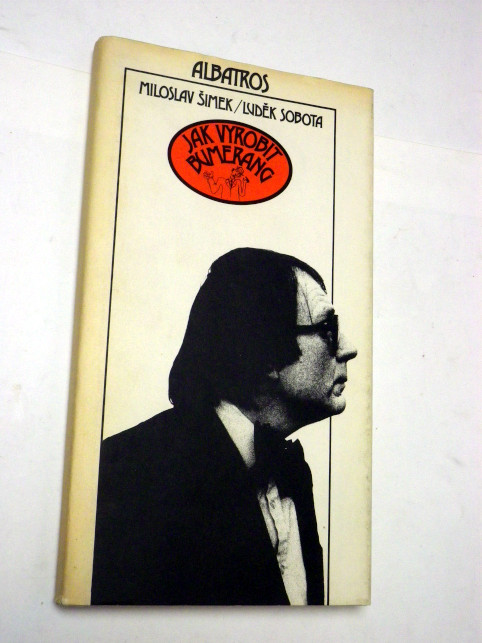 ALBATROS
MILOSLAV ŠIMEK/LUDĚK SOBOTA
JAK VYROBIT
BUMERANG